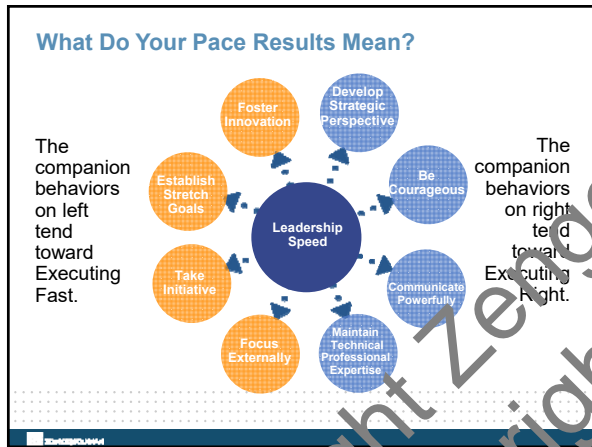 What Do Your Pace Results Mean?
The
companion
behaviors
on left
tend
toward
Executing
Fast.
Foster
Innovation
Establish
Stretch
Goals
Take
Initiative
Focus
Externally
Leadership
Speed
Develop
Strategic
Perspective
Be
Courageous
Communicate
Powerfully
Maintain
Technical
Professional
Expertise
The
companion
behaviors
on right
tend
toward
Executing
Right.